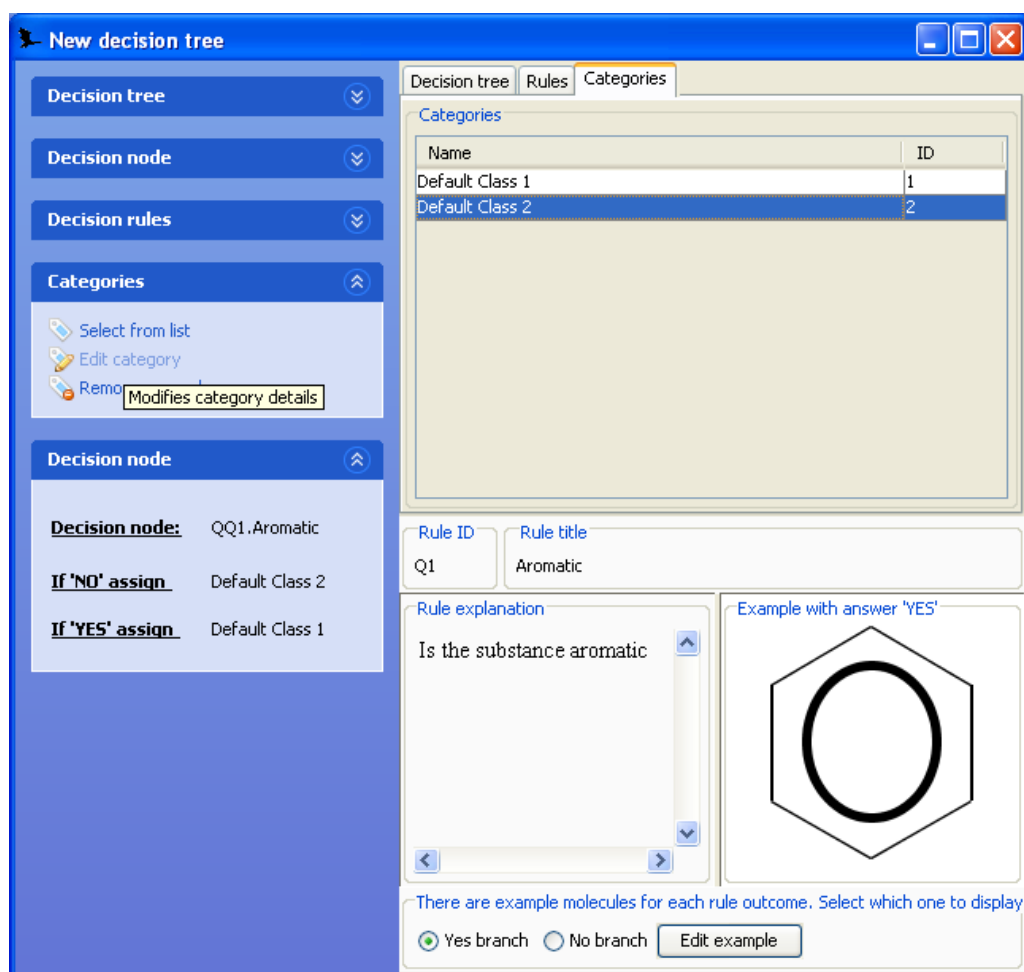 New decision tree
Decision tree
Decision node
Decision rules
Categories
Select from list
Edit category
Remo
Modifies category details
Decision node
Decision node: QQ1.Aromatic
If 'NO' assign Default Class 2
If 'YES' assign Default Class 1
Decision tree Rules Categories
Categories
Name ID
Default Class 1 1
Default Class 2 2
Rule ID Rule title
Q1 Aromatic
Rule explanation Example with answer 'YES'
Is the substance aromatic
There are example molecules for each rule outcome. Select which one to display
Yes branch No branch Edit example